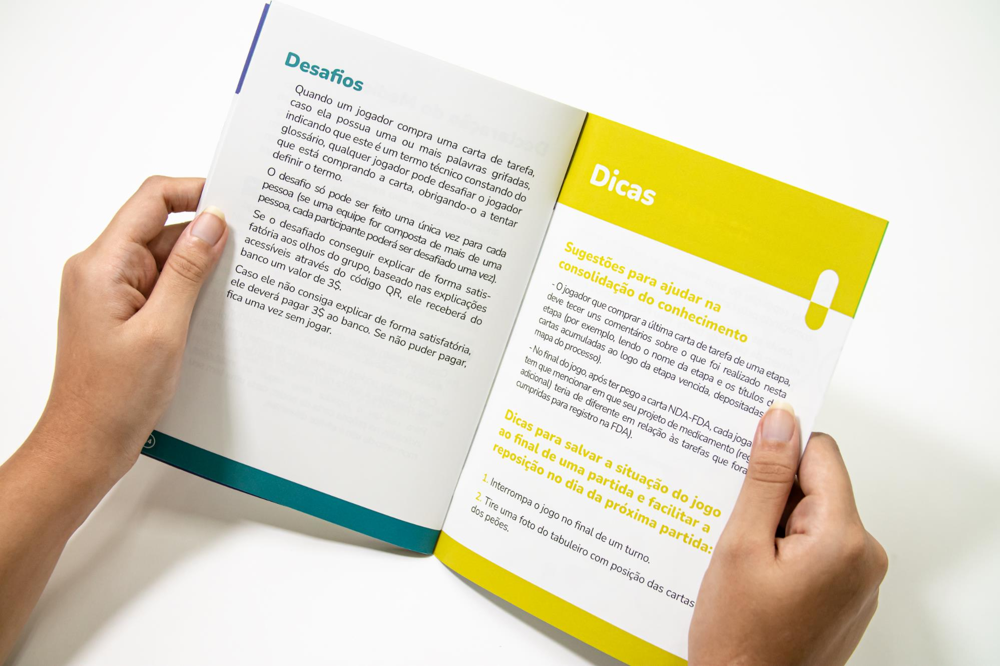 Desafios
Quando um jogador compra uma carta de tarefa,
caso ela possua uma ou mais palavras grifadas,
indicando que este é um termo técnico constando do
glossário, qualquer jogador pode desafiar o jogador
que está comprando a carta, obrigando-o a tentar
definir o termo.
O desafio só pode ser feito uma única vez para cada
pessoa (se uma equipe for composta de mais de uma
pessoa, cada participante poderá ser desafiado uma vez).
Se o desafiado conseguir explicar de forma satis-
fatória aos olhos do grupo, baseado nas explicações
acessíveis através do código QR, ele receberá do
banco um valor de 3$.
Caso ele não consiga explicar de forma satisfatória,
ele deverá pagar 3$ ao banco. Se não puder pagar,
fica uma vez sem jogar.
Dicas
Sugestões para ajudar na
consolidação do conhecimento
- O jogador que comprar a última carta de tarefa de uma etapa,
deve tecer uns comentários sobre o que foi realizado nesta
etapa (por exemplo, lendo o nome da etapa e os títulos
cartas acumuladas ao logo da etapa vencida, depositadas
mapa do processo).
- No final do jogo, após ter pego a carta NDA-FDA, cada
tem que mencionar em que seu projeto de medicamento
adicional) teria de diferente em relação às tarefas que
cumpridas para registro na FDA).
Dicas para salvar a situação do jogo
ao final de uma partida e facilitar a
reposição no dia da próxima partida:
1. Interrompa o jogo no final de um turno.
2. Tire uma foto do tabuleiro com posição das cartas
dos peões.